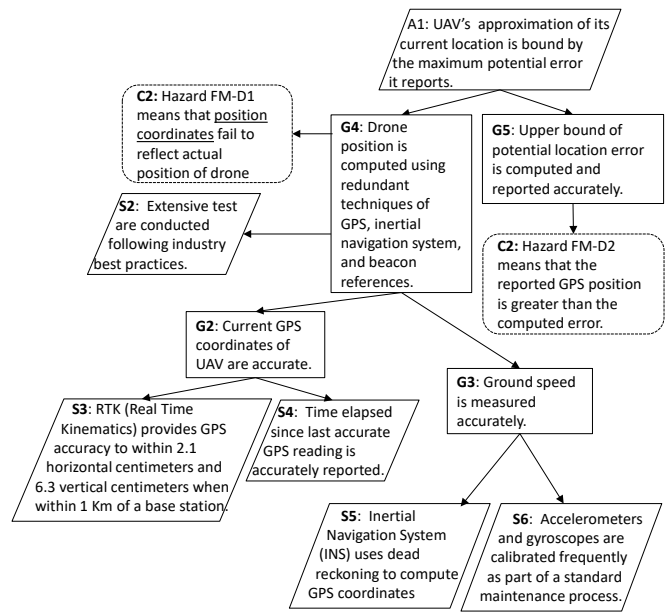 A1: UAV's approximation of its
current location is bound by
the maximum potential error
it reports.
C2: Hazard FM-D1
means that position
coordinates fail to
reflect actual
position of drone
G4: Drone
position is
computed using
redundant
techniques of
GPS, inertial
navigation system,
and beacon
references.
G5: Upper bound of
potential location error
is computed and
reported accurately.
S2: Extensive test
are conducted
following industry
best practices.
C2: Hazard FM-D2
means that the
reported GPS position
is greater than the
computed error.
G2: Current GPS
coordinates of
UAV are accurate.
G3: Ground speed
is measured
accurately.
S3: RTK (Real Time
Kinematics) provides GPS
accuracy to within 2.1
horizontal centimeters and
6.3 vertical centimeters when
within 1 Km of a base station.
S4: Time elapsed
since last accurate
GPS reading is
accurately reported.
S5: Inertial
Navigation System
(INS) uses dead
reckoning to compute
GPS coordinates
S6: Accelerometers
and gyroscopes are
calibrated frequently
as part of a standard
maintenance process.